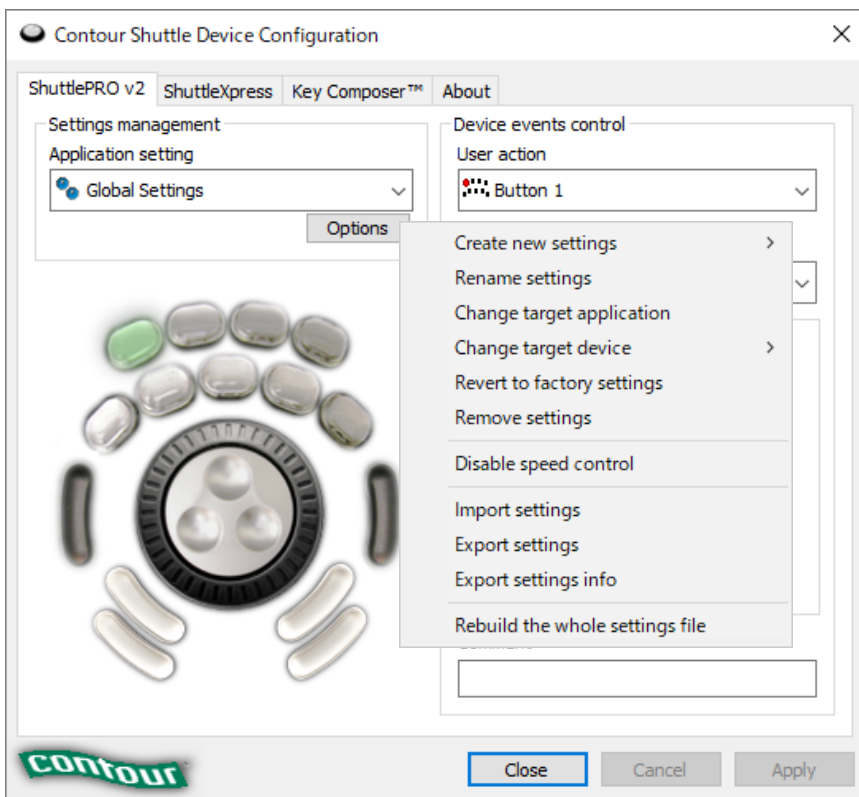 Contour Shuttle Device Configuration
ShuttlePRO v2 ShuttleXpress Key Composer™ About
Settings management
Application setting
Global Settings
Options
Device events control
User action
Button 1
Create new settings
Rename settings
Change target application
Change target device
Revert to factory settings
Remove settings
Disable speed control
Import settings
Export settings
Export settings info
Rebuild the whole settings file
contour
Close Cancel Apply